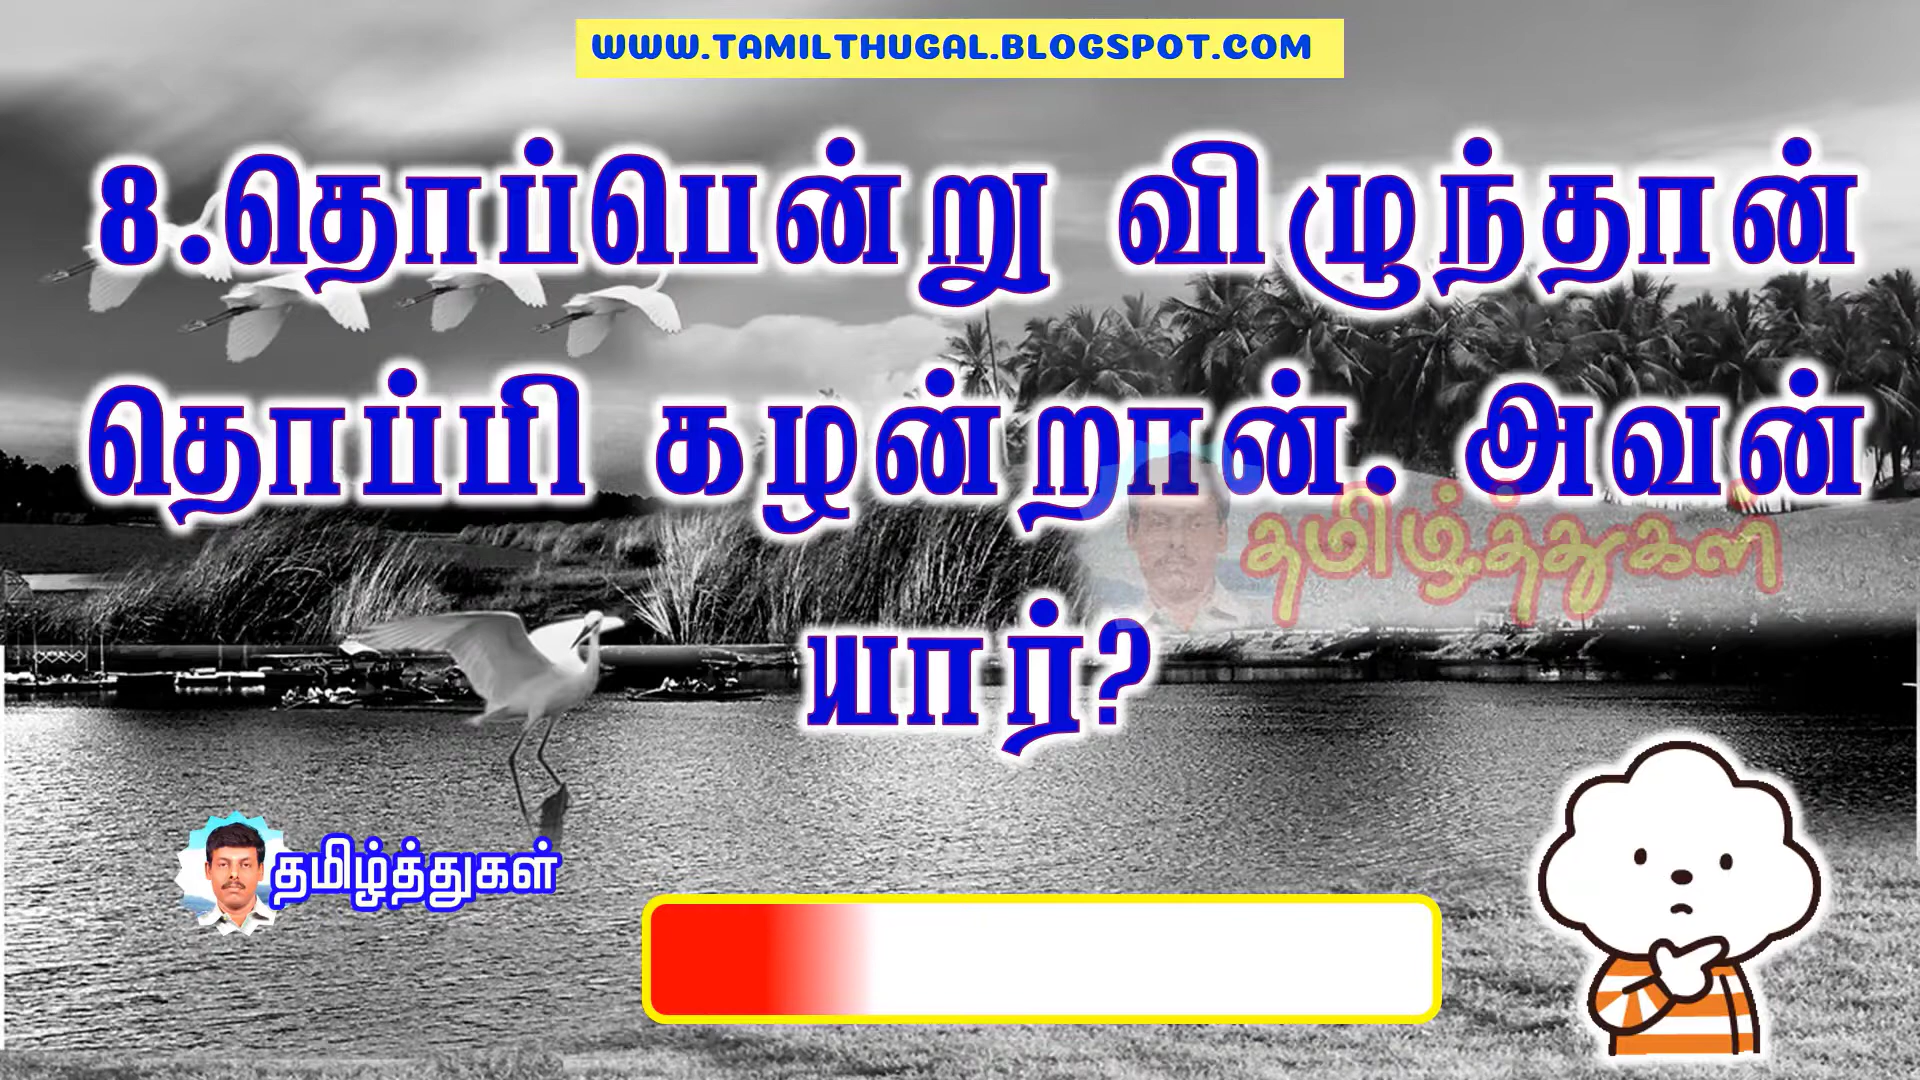 WWW.TAMILTHUGAL.BLOGSPOT.COM
8.தொப்பென்று விழுந்தான்
தொப்பி கழன்றான். அவன்
யார்?
தமிழ்த்துகள்
தமிழ்த்துகள்